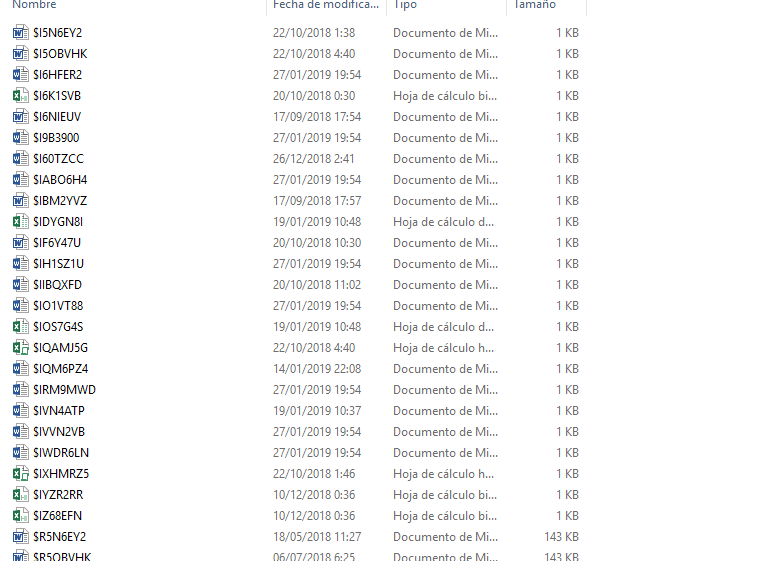 Nombre Fecha de modifica... Tipo Tamaño
$I5N6EY2 22/10/2018 1:38 Documento de Mi... 1 KB
$I5OBVHK 22/10/2018 4:40 Documento de Mi... 1 KB
$I6HFER2 27/01/2019 19:54 Documento de Mi... 1 KB
$I6K1SVB 20/10/2018 0:30 Hoja de cálculo bi... 1 KB
$I6NIEUV 17/09/2018 17:54 Documento de Mi... 1 KB
$I9B3900 27/01/2019 19:54 Documento de Mi... 1 KB
$I60TZCC 26/12/2018 2:41 Documento de Mi... 1 KB
$IABO6H4 27/01/2019 19:54 Documento de Mi... 1 KB
$IBM2YVZ 17/09/2018 17:57 Documento de Mi... 1 KB
$IDYGN8I 19/01/2019 10:48 Hoja de cálculo d... 1 KB
$IF6Y47U 20/10/2018 10:30 Documento de Mi... 1 KB
$IH1SZ1U 27/01/2019 19:54 Documento de Mi... 1 KB
$IIBQXFD 20/10/2018 11:02 Documento de Mi... 1 KB
$IO1VT88 27/01/2019 19:54 Documento de Mi... 1 KB
$IOS7G4S 19/01/2019 10:48 Hoja de cálculo d... 1 KB
$IQAMJ5G 22/10/2018 4:40 Hoja de cálculo h... 1 KB
$IQM6PZ4 14/01/2019 22:08 Documento de Mi... 1 KB
$IRM9MWD 27/01/2019 19:54 Documento de Mi... 1 KB
$IVN4ATP 19/01/2019 10:37 Documento de Mi... 1 KB
$IVVN2VB 27/01/2019 19:54 Documento de Mi... 1 KB
$IWDR6LN 27/01/2019 19:54 Documento de Mi... 1 KB
$IXHMRZ5 22/10/2018 1:46 Hoja de cálculo h... 1 KB
$IYZR2RR 10/12/2018 0:36 Hoja de cálculo bi... 1 KB
$IZ68EFN 10/12/2018 0:36 Hoja de cálculo bi... 1 KB
$R5N6EY2 18/05/2018 11:27 Documento de Mi... 143 KB
$R5OBVHK 06/07/2018 6:25 Documento de Mi... 143 KB